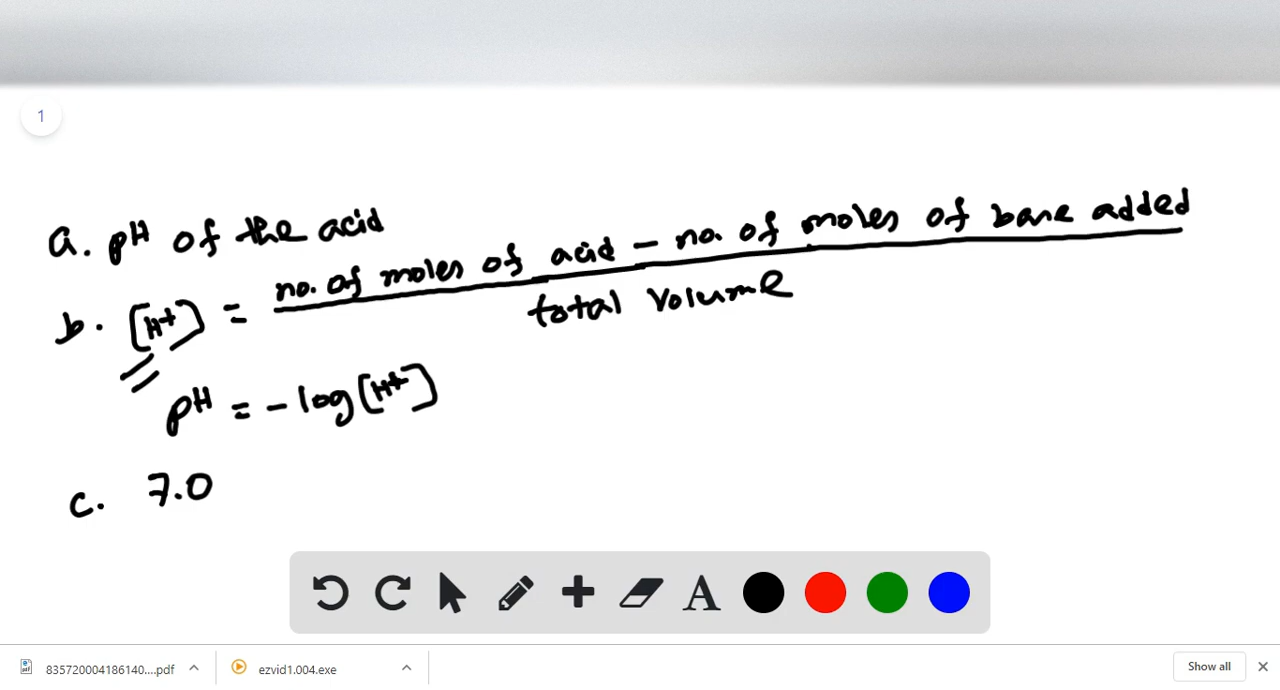 1
a. pH of the acid
b. [H+] = no. of moles of acid - no. of moles of base added
total volume
pH = - log [H+]
c. 7.0
A
835720004186140....pdf ezvid1.004.exe Show all